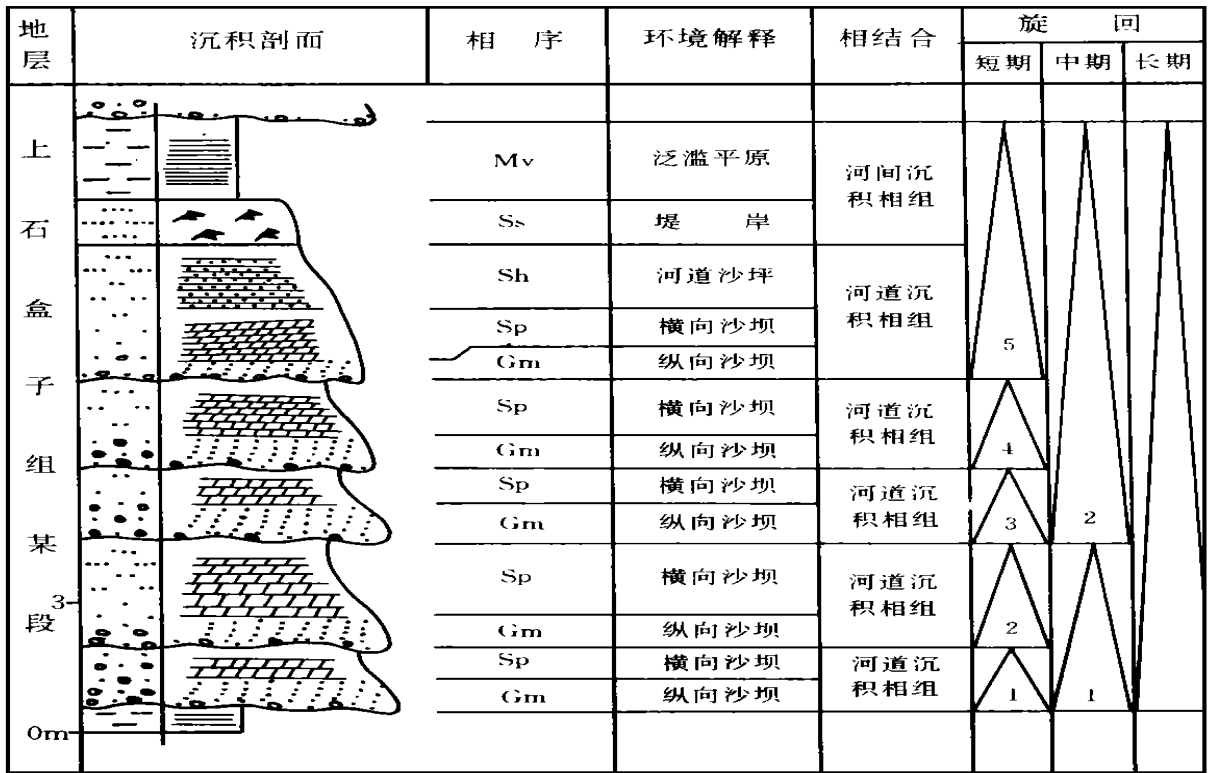 地层
沉积剖面
相 序
环境解释
相结合
旋 回
短期
中期
长期
上石盒子组某段
Mv
泛滥平原
河间沉积相组
Ss
堤 岸
Sh
河道沙坪
河道沉积相组
Sp
横向沙坝
5
Gm
纵向沙坝
Sp
横向沙坝
河道沉积相组
Gm
纵向沙坝
4
Sp
横向沙坝
河道沉积相组
Gm
纵向沙坝
3
2
Sp
横向沙坝
河道沉积相组
3
Gm
纵向沙坝
2
Sp
横向沙坝
河道沉积相组
Gm
纵向沙坝
1
1
0m